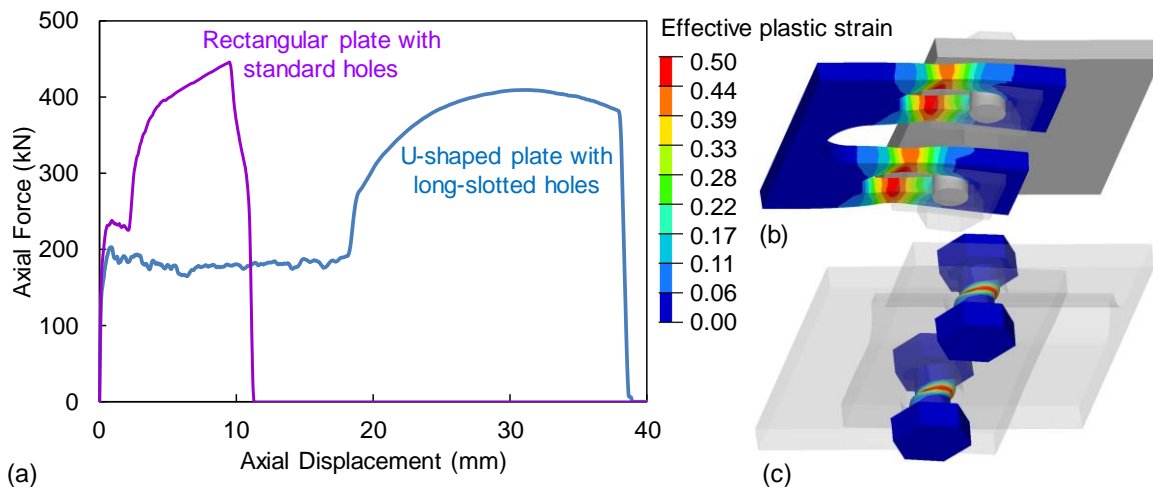 500
400
300
200
100
0
Axial Force (kN)
0
10
20
30
40
Axial Displacement (mm)
Rectangular plate with
standard holes
U-shaped plate with
long-slotted holes
(a)
Effective plastic strain
0.50
0.44
0.39
0.33
0.28
0.22
0.17
0.11
0.06
0.00
(b)
(c)